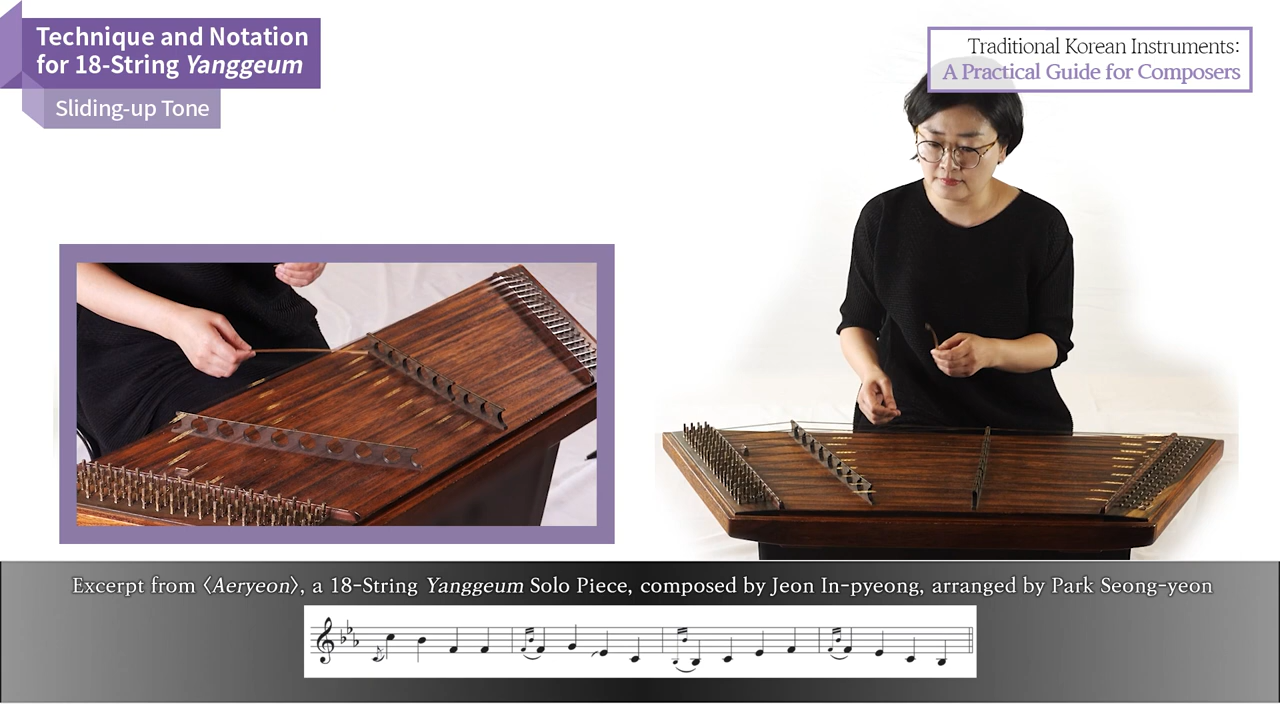 Technique and Notation
for 18-String Yanggeum
Sliding-up Tone
Traditional Korean Instruments:
A Practical Guide for Composers
Excerpt from 〈Aeryeon〉, a 18-String Yanggeum Solo Piece, composed by Jeon In-pyeong, arranged by Park Seong-yeon